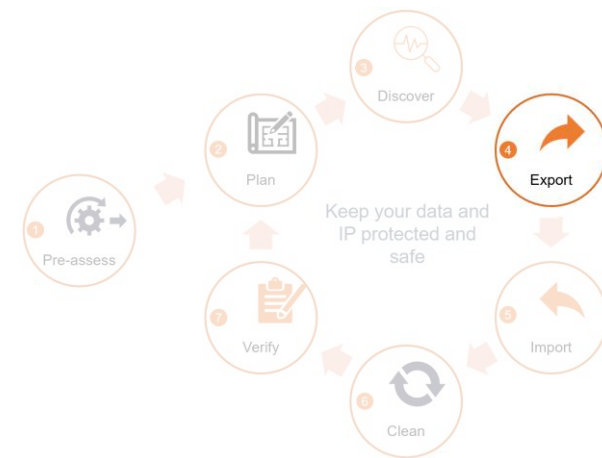 3
Discover
2
Plan
4
Export
1
Pre-assess
Keep your data and
IP protected and
safe
7
Verify
5
Import
6
Clean